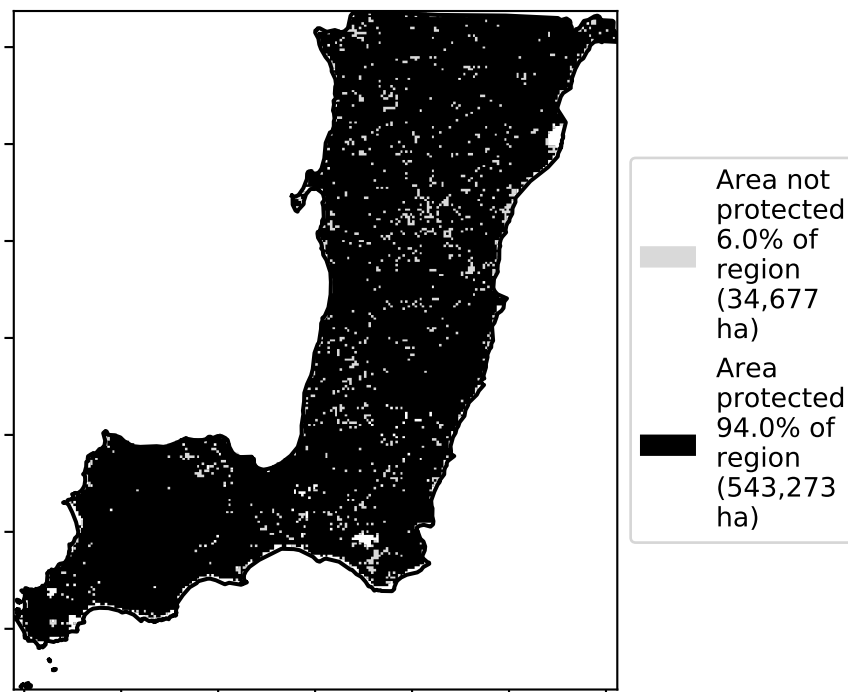 Area not
protected
6.0% of
region
(34,677
ha)
Area
protected
94.0% of
region
(543,273
ha)